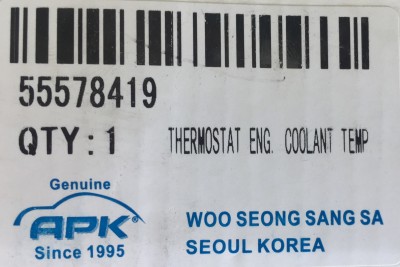 55578419
QTY:1 THERMOSTAT ENG. COOLANT TEMP
Genuine
APK®
Since 1995
WOO SEONG SANG SA
SEOUL KOREA